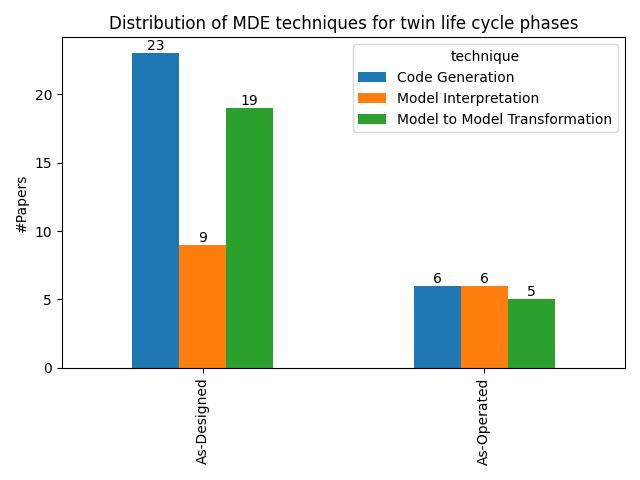 Distribution of MDE techniques for twin life cycle phases
technique
Code Generation
Model Interpretation
Model to Model Transformation
#Papers
20
15
10
5
0
23
9
19
6
6
5
As-Designed
As-Operated